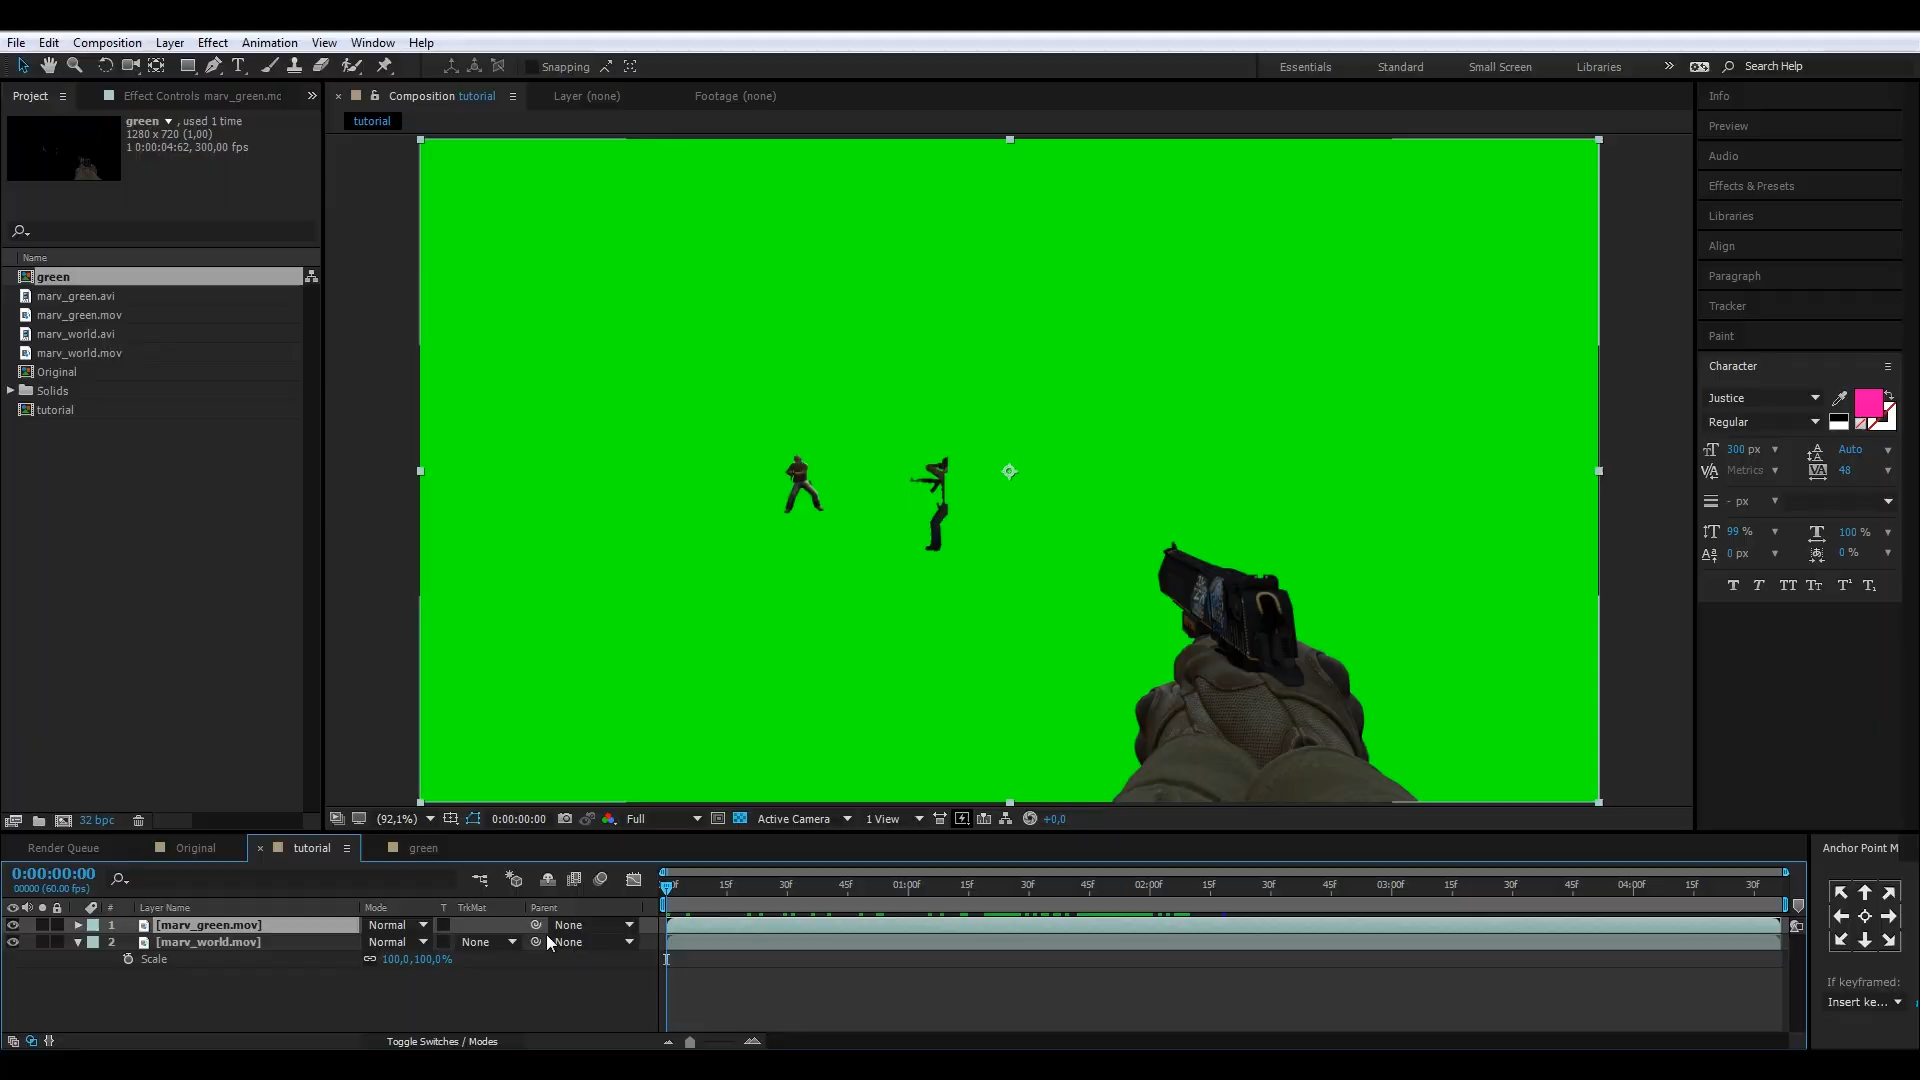 File Edit Composition Layer Effect Animation View Window Help
Snapping
Essentials Standard Small Screen Libraries » Search Help
Project Effect Controls marv_green.mc »
Composition tutorial Layer (none) Footage (none)
green , used 1 time
1280 x 720 (1,00)
1 0:00:04:62, 300,00 fps
tutorial
Name
green
marv_green.avi
marv_green.mov
marv_world.avi
marv_world.mov
Original
Solids
tutorial
32 bpc
(92,1%) 0:00:00:00 Full Active Camera 1 View +0,0
Info
Preview
Audio
Effects & Presets
Libraries
Align
Paragraph
Tracker
Paint
Character
Justice
Regular
300 px Auto
Metrics 48
- px
99 % 100 %
0 px 0 %
T T TT Tt T¹ T₁
Render Queue Original tutorial green
0:00:00:00
00000 (60.00 fps)
# Layer Name Mode T TrkMat Parent
1 [marv_green.mov] Normal None
2 [marv_world.mov] Normal None None
Scale 100,0,100,0%
15f 30f 45f 01:00f 15f 30f 45f 02:00f 15f 30f 45f 03:00f 15f 30f 45f 04:00f 15f 30f
Toggle Switches / Modes
Anchor Point M
If keyframed:
Insert ke...